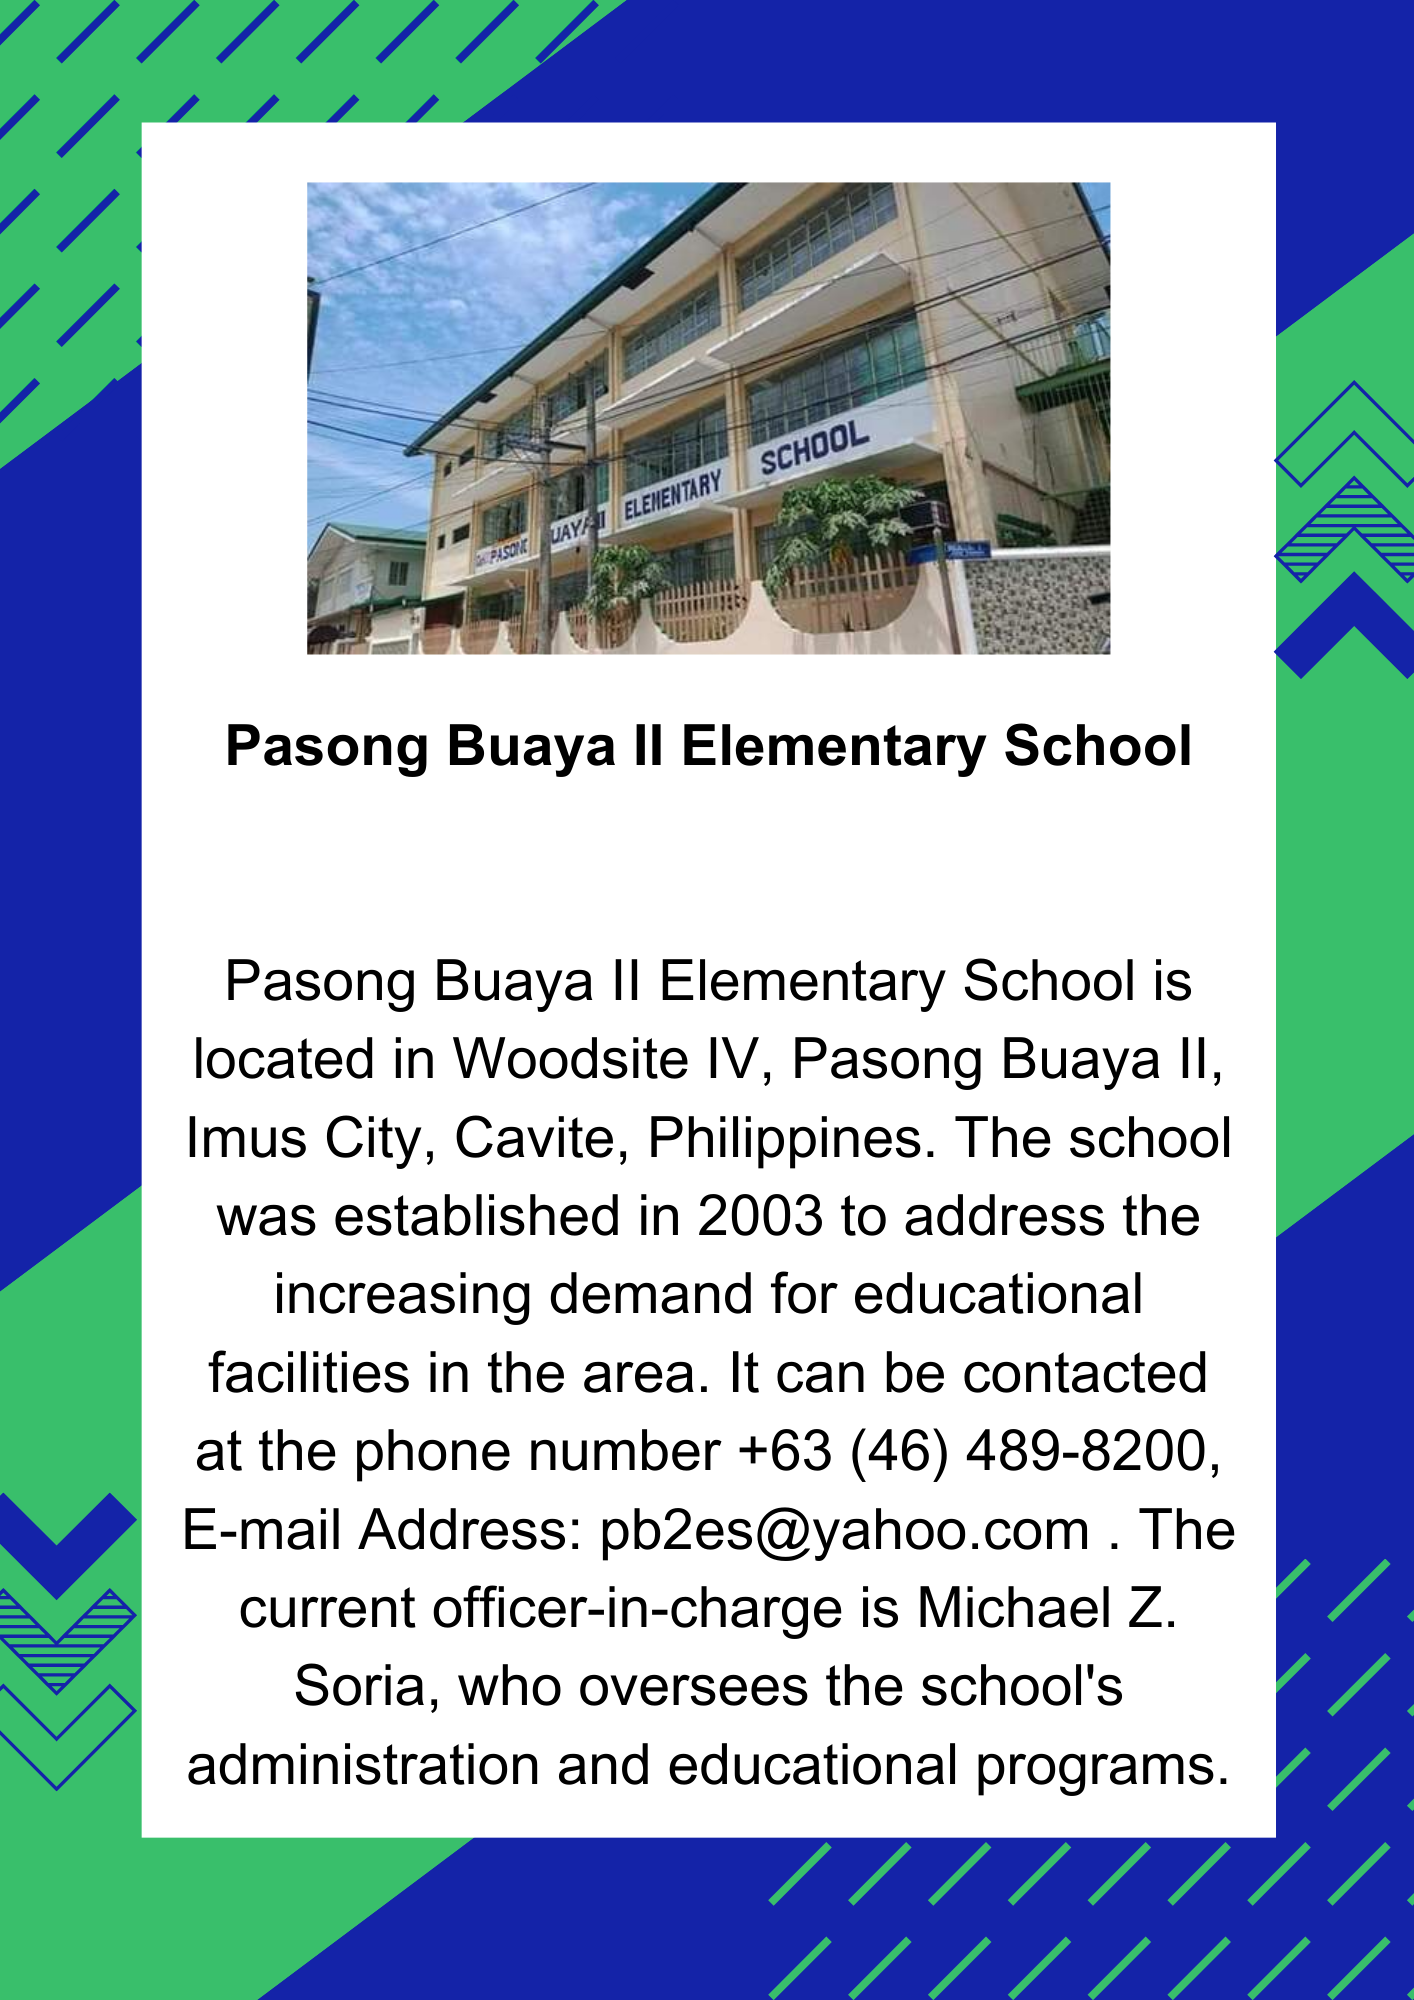 PASONG BUAYA II ELEMENTARY SCHOOL
Pasong Buaya II Elementary School
Pasong Buaya II Elementary School is
located in Woodsite IV, Pasong Buaya II,
Imus City, Cavite, Philippines. The school
was established in 2003 to address the
increasing demand for educational
facilities in the area. It can be contacted
at the phone number +63 (46) 489-8200,
E-mail Address: pb2es@yahoo.com . The
current officer-in-charge is Michael Z.
Soria, who oversees the school's
administration and educational programs.